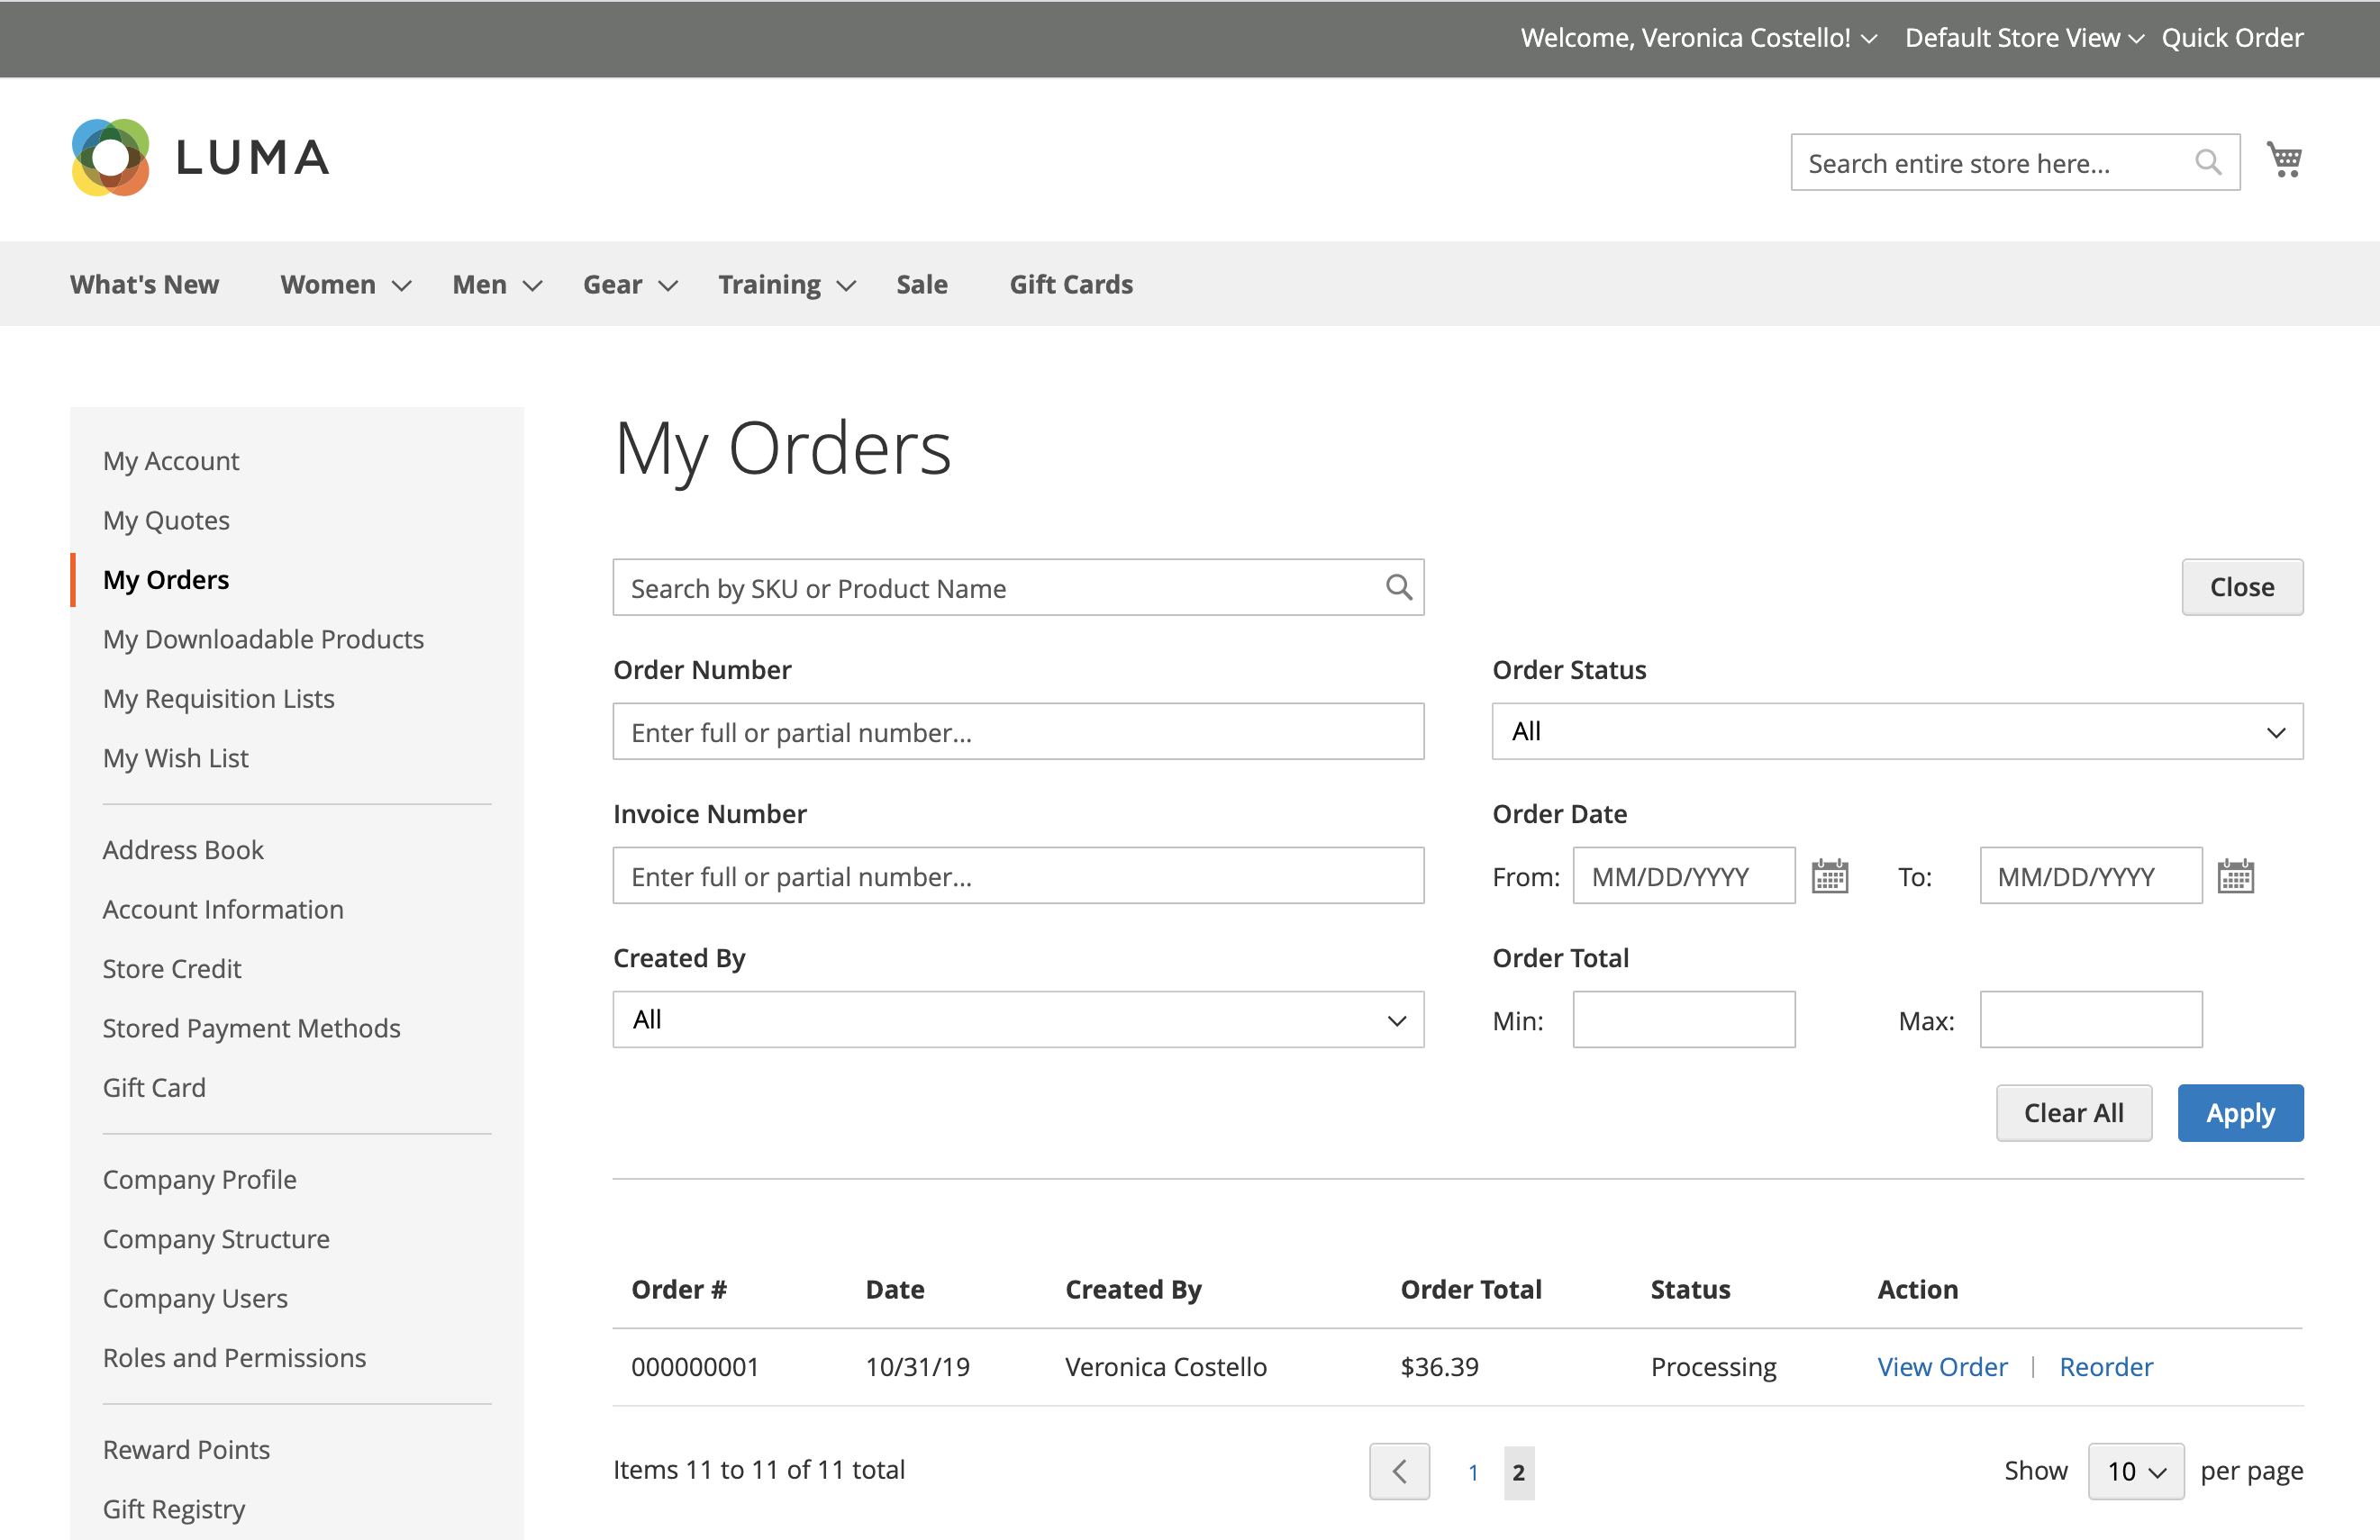 Welcome, Veronica Costello! Default Store View Quick Order
LUMA
Search entire store here...
What's New Women Men Gear Training Sale Gift Cards
My Account
My Quotes
My Orders
My Downloadable Products
My Requisition Lists
My Wish List
Address Book
Account Information
Store Credit
Stored Payment Methods
Gift Card
Company Profile
Company Structure
Company Users
Roles and Permissions
Reward Points
Gift Registry
My Orders
Search by SKU or Product Name
Close
Order Number
Enter full or partial number...
Order Status
All
Invoice Number
Enter full or partial number...
Order Date
From: MM/DD/YYYY To: MM/DD/YYYY
Created By
All
Order Total
Min: Max:
Clear All Apply
Order # Date Created By Order Total Status Action
000000001 10/31/19 Veronica Costello $36.39 Processing View Order | Reorder
Items 11 to 11 of 11 total 1 2 Show 10 per page